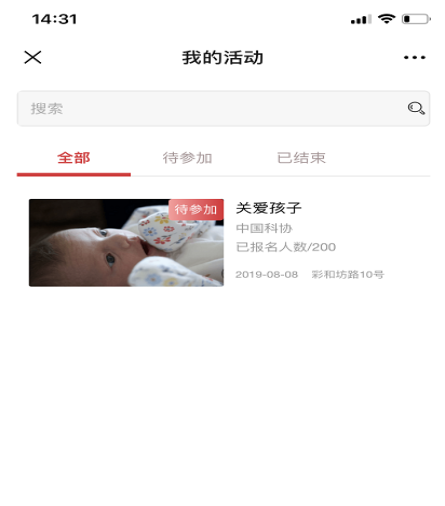 14:31
我的活动
搜索
全部 待参加 已结束
待参加
关爱孩子
中国科协
已报名人数/200
2019-08-08 彩和坊路10号